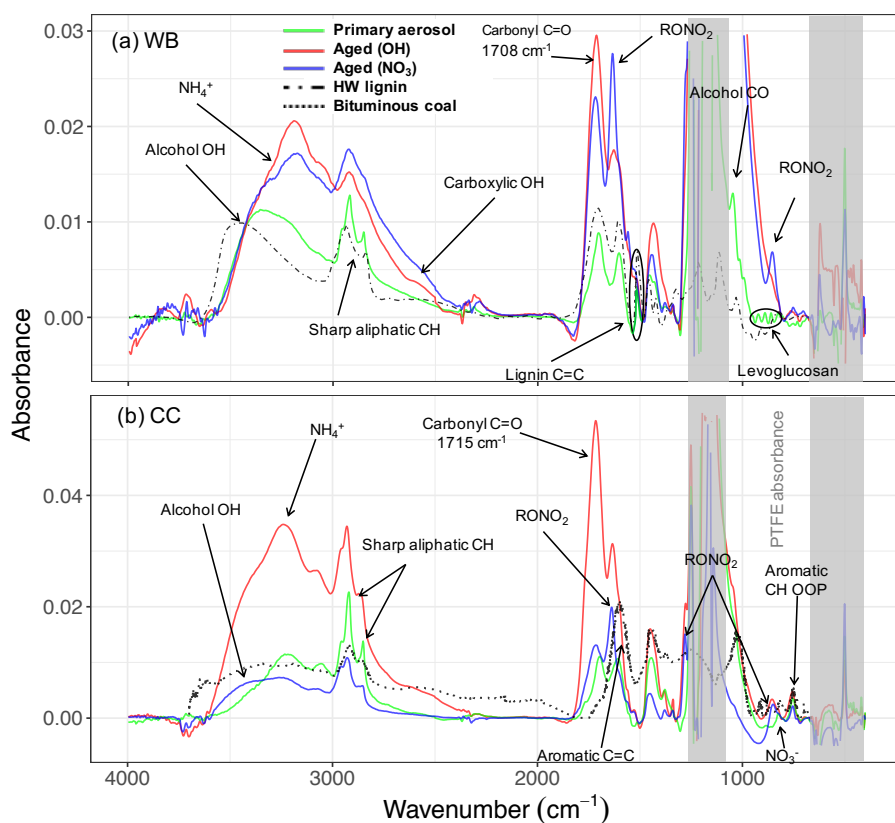 (a) WB
Primary aerosol
Aged (OH)
Aged (NO₃)
HW lignin
Bituminous coal
Carbonyl C=O
1708 cm⁻¹
RONO₂
NH₄⁺
Alcohol OH
Alcohol CO
Carboxylic OH
RONO₂
Sharp aliphatic CH
Lignin C=C
Levoglucosan
0.03
0.02
0.01
0.00
Absorbance
(b) CC
NH₄⁺
Carbonyl C=O
1715 cm⁻¹
Alcohol OH
RONO₂
Sharp aliphatic CH
PTFE absorbance
RONO₂
Aromatic
CH OOP
Aromatic C=C
NO₃⁻
0.04
0.02
0.00
4000 3000 2000 1000
Wavenumber (cm⁻¹)